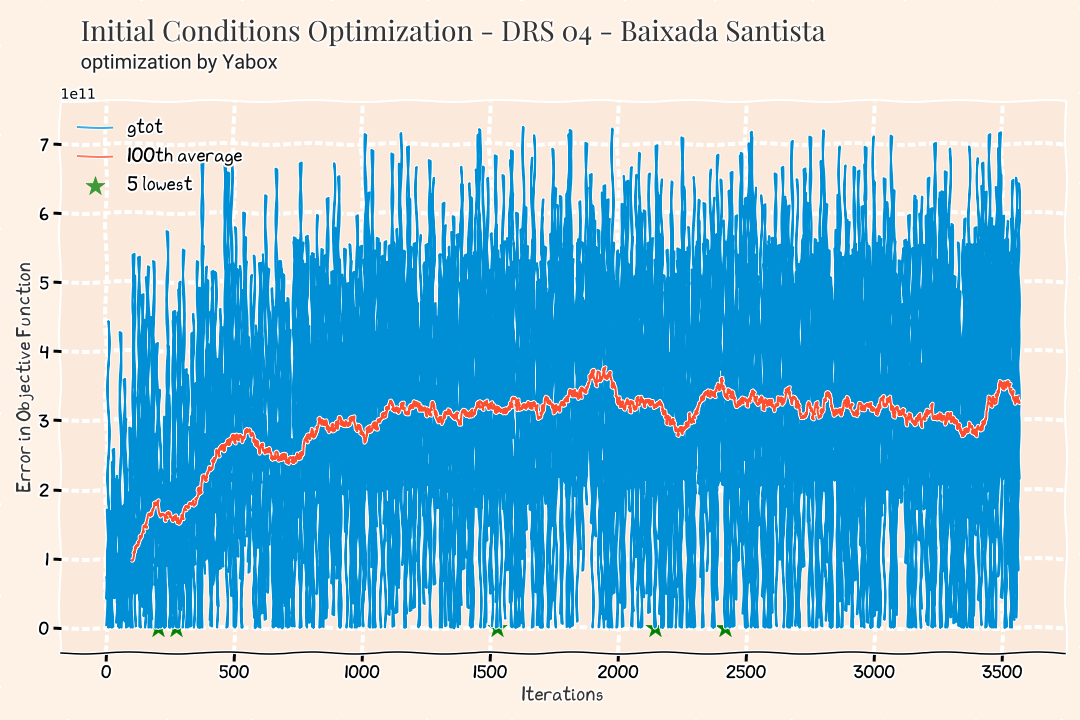 Initial Conditions Optimization - DRS 04 - Baixada Santista
optimization by Yabox
1e11
gtot
100th average
5 lowest
7
6
5
4
3
2
1
0
Error in Objective Function
0 500 1000 1500 2000 2500 3000 3500
Iterations